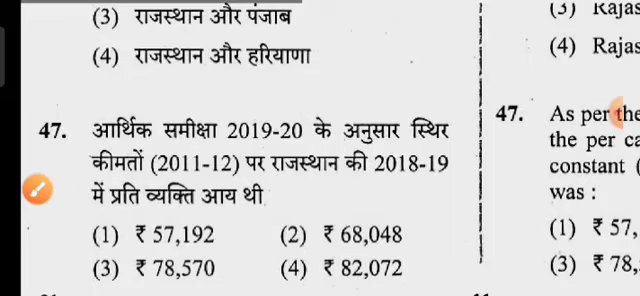 (3) राजस्थान और पंजाब
(4) राजस्थान और हरियाणा
47. आर्थिक समीक्षा 2019-20 के अनुसार स्थिर
कीमतों (2011-12) पर राजस्थान की 2018-19
में प्रति व्यक्ति आय थी
(1) ₹ 57,192 (2) ₹ 68,048
(3) ₹ 78,570 (4) ₹ 82,072
(3) Rajas
(4) Rajas
47. As per the
the per ca
constant (
was :
(1) ₹ 57,
(3) ₹ 78,